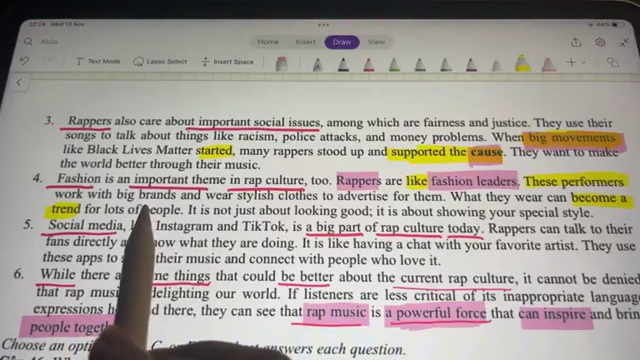 22:24 Wed 13 Nov
44%
Alula
Home Insert Draw View
Text Mode Lasso Select Insert Space
3. Rappers also care about important social issues, among which are fairness and justice. They use their
songs to talk about things like racism, police attacks, and money problems. When big movements
like Black Lives Matter started, many rappers stood up and supported the cause. They want to make
the world better through their music.
4. Fashion is an important theme in rap culture, too. Rappers are like fashion leaders. These performers
work with big brands and wear stylish clothes to advertise for them. What they wear can become a
trend for lots of people. It is not just about looking good; it is about showing your special style.
5. Social media, Instagram and TikTok, is a big part of rap culture today. Rappers can talk to their
fans directly what they are doing. It is like having a chat with your favorite artist. They use
these apps to their music and connect with people who love it.
6. While there things that could be better about the current rap culture, it cannot be denied
that rap delighting our world. If listeners are less critical of its inappropriate language
expressions and there, they can see that rap music is a powerful force that can inspire and
people
Choose an answers each question.